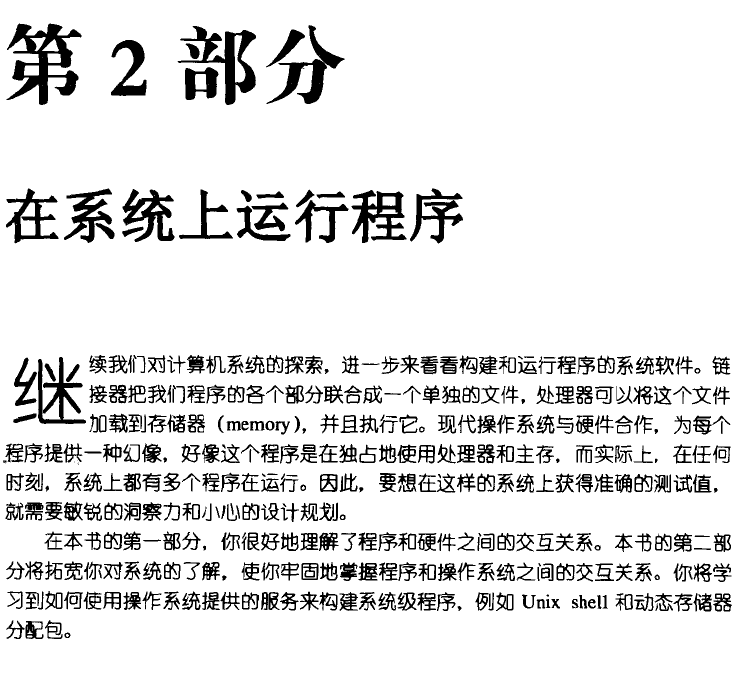 第 2 部分
在系统上运行程序
继续我们对计算机系统的探索，进一步来看看构建和运行程序的系统软件。链
接器把我们程序的各个部分联合成一个单独的文件，处理器可以将这个文件
加载到存储器（memory），并且执行它。现代操作系统与硬件合作，为每个
程序提供一种幻像，好像这个程序是在独占地使用处理器和主存，而实际上，在任何
时刻，系统上都有多个程序在运行。因此，要想在这样的系统上获得准确的测试值，
就需要敏锐的洞察力和小心的设计规划。
在本书的第一部分，你很好地理解了程序和硬件之间的交互关系。本书的第二部
分将拓宽你对系统的了解，使你牢固地掌握程序和操作系统之间的交互关系。你将学
习到如何使用操作系统提供的服务来构建系统级程序，例如 Unix shell 和动态存储器
分配包。